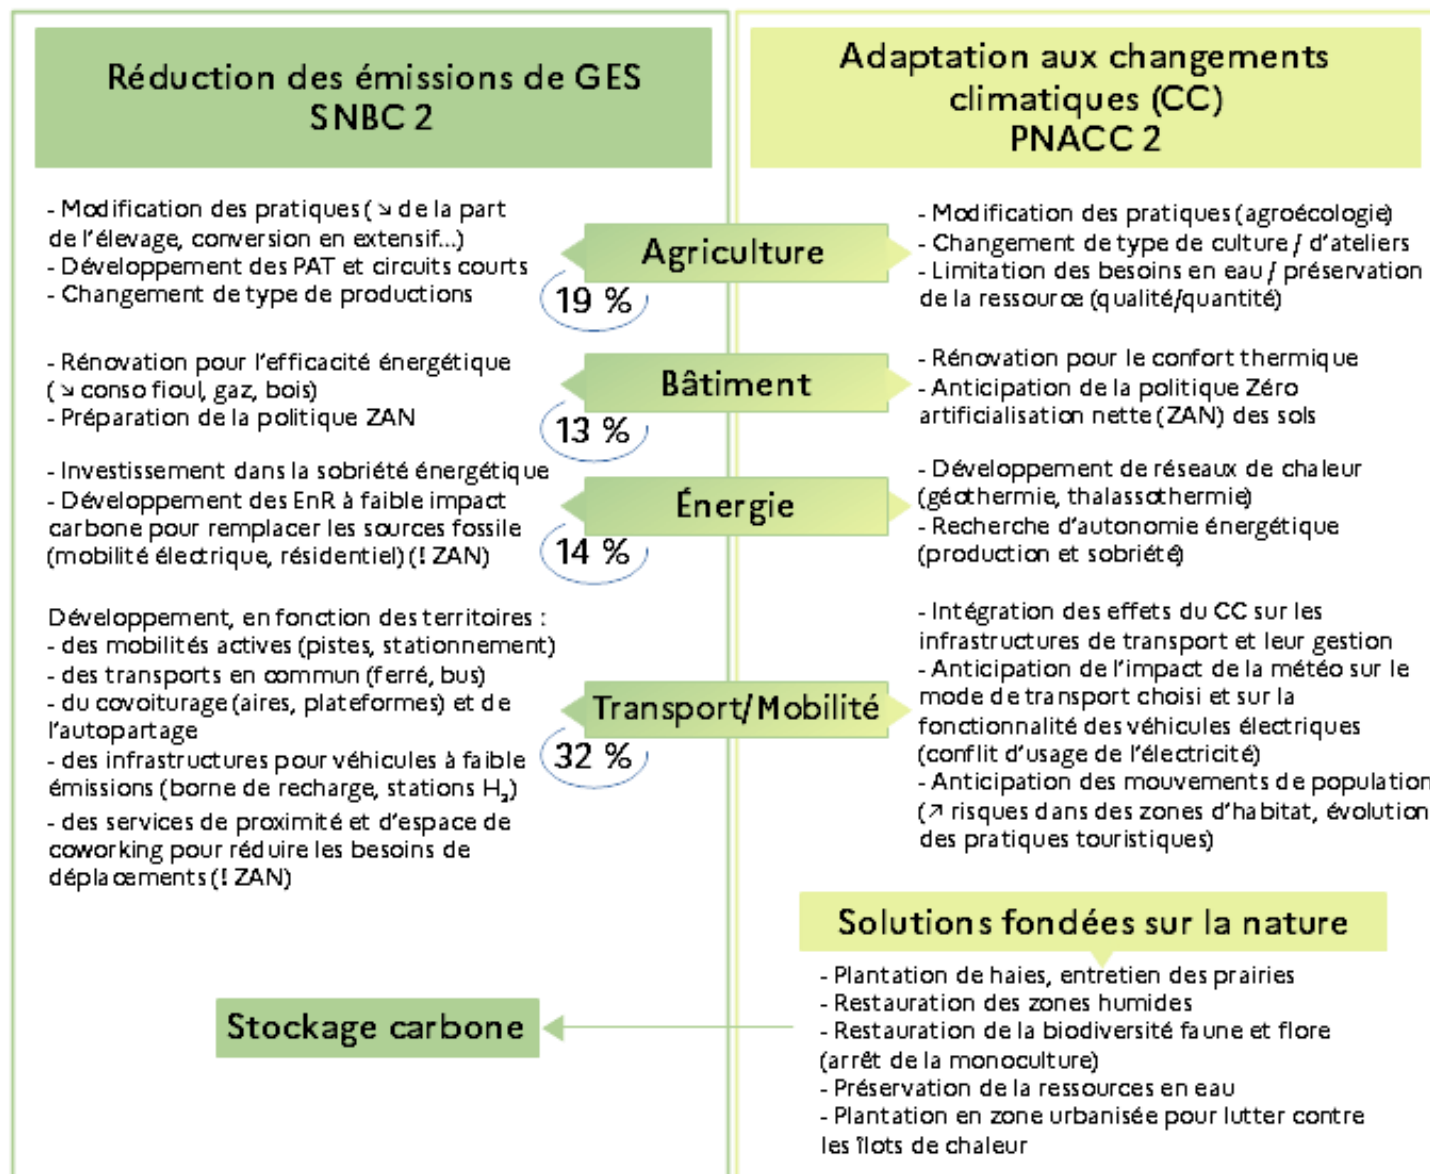 Réduction des émissions de GES
SNBC 2
- Modification des pratiques (↘ de la part
de l'élevage, conversion en extensif...)
- Développement des PAT et circuits courts
- Changement de type de productions
- Rénovation pour l'efficacité énergétique
(↘ conso fioul, gaz, bois)
- Préparation de la politique ZAN
- Investissement dans la sobriété énergétique
- Développement des EnR à faible impact
carbone pour remplacer les sources fossile
(mobilité électrique, résidentiel) (! ZAN)
Développement, en fonction des territoires :
- des mobilités actives (pistes, stationnement)
- des transports en commun (ferré, bus)
- du covoiturage (aires, plateformes) et de
l'autopartage
- des infrastructures pour véhicules à faible
émissions (borne de recharge, stations H₂)
- des services de proximité et d'espace de
coworking pour réduire les besoins de
déplacements (! ZAN)
Stockage carbone
Agriculture
19 %
Bâtiment
13 %
Énergie
14 %
Transport/Mobilité
32 %
Adaptation aux changements
climatiques (CC)
PNACC 2
- Modification des pratiques (agroécologie)
- Changement de type de culture / d'ateliers
- Limitation des besoins en eau / préservation
de la ressource (qualité/quantité)
- Rénovation pour le confort thermique
- Anticipation de la politique Zéro
artificialisation nette (ZAN) des sols
- Développement de réseaux de chaleur
(géothermie, thalassothermie)
- Recherche d'autonomie énergétique
(production et sobriété)
- Intégration des effets du CC sur les
infrastructures de transport et leur gestion
- Anticipation de l'impact de la météo sur le
mode de transport choisi et sur la
fonctionnalité des véhicules électriques
(conflit d'usage de l'électricité)
- Anticipation des mouvements de population
(↗ risques dans des zones d'habitat, évolution
des pratiques touristiques)
Solutions fondées sur la nature
- Plantation de haies, entretien des prairies
- Restauration des zones humides
- Restauration de la biodiversité faune et flore
(arrêt de la monoculture)
- Préservation de la ressources en eau
- Plantation en zone urbanisée pour lutter contre
les îlots de chaleur